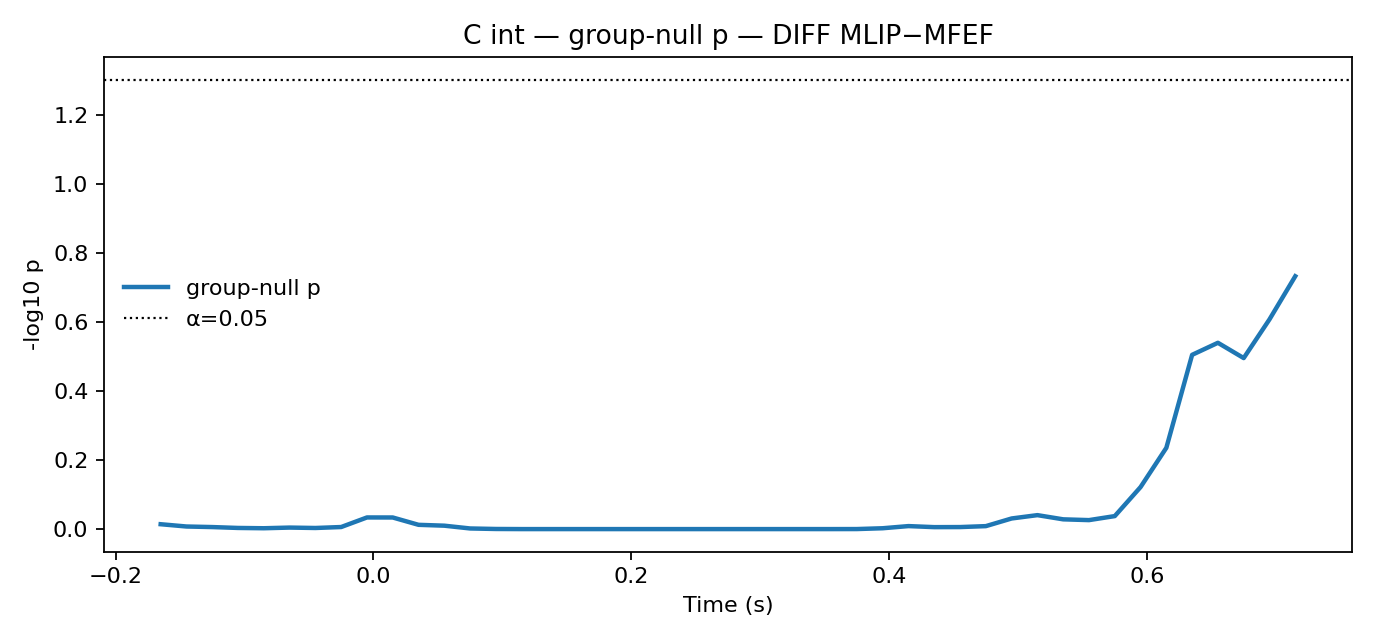 C int — group-null p — DIFF MLIP−MFEF
-log10 p
1.2
1.0
0.8
0.6
0.4
0.2
0.0
group-null p
α=0.05
−0.2 0.0 0.2 0.4 0.6
Time (s)